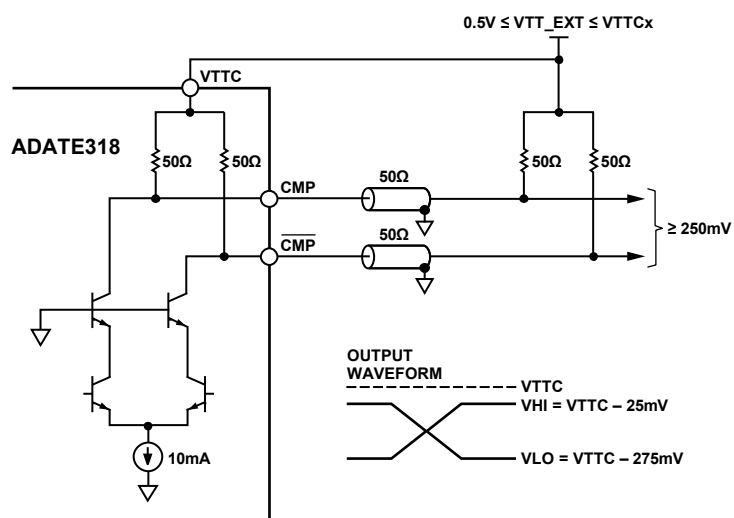 0.5V ≤ VTT_EXT ≤ VTTCx
VTTC
ADATE318
50Ω
50Ω
50Ω
50Ω
CMP
50Ω
CMP
50Ω
≥ 250mV
OUTPUT
WAVEFORM
VTTC
VHI = VTTC – 25mV
VLO = VTTC – 275mV
10mA